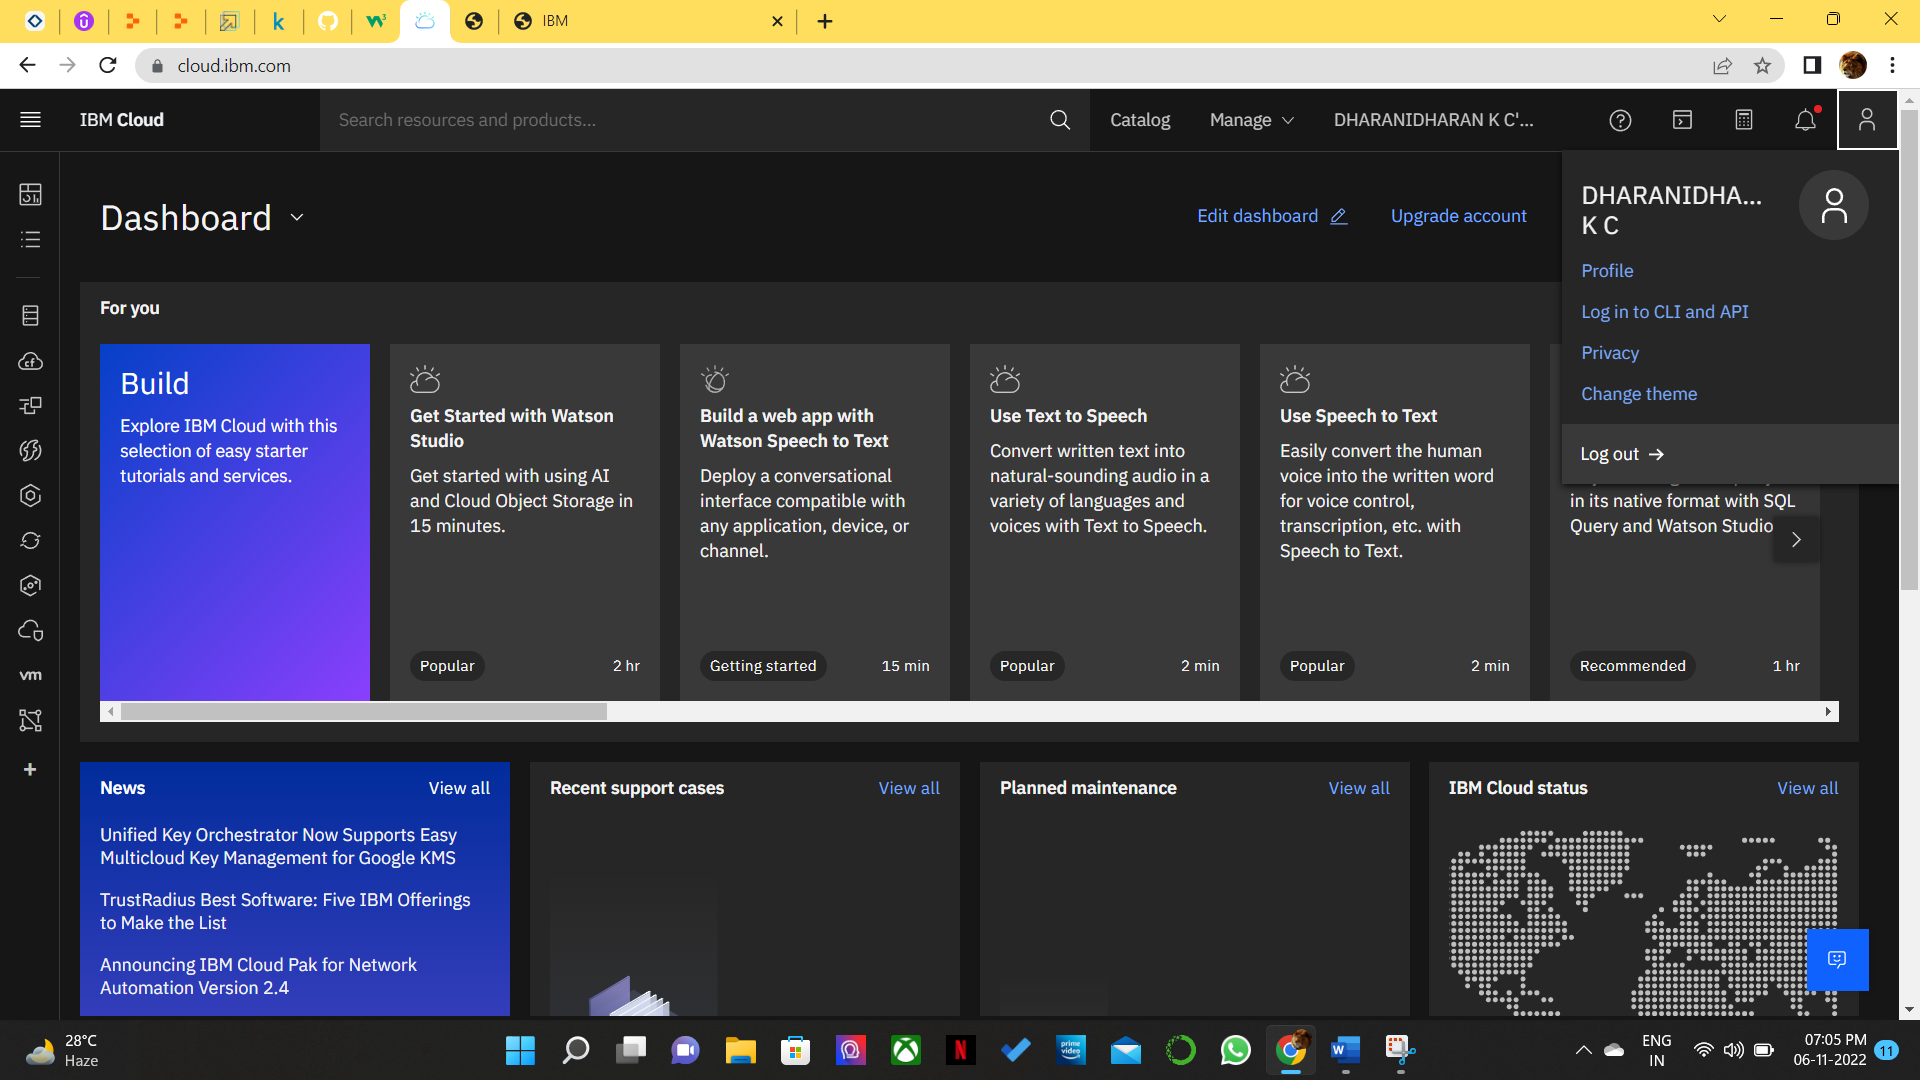 IBM
cloud.ibm.com
IBM Cloud
Search resources and products...
Catalog
Manage
DHARANIDHARAN K C'...
DHARANIDHA...
K C
Profile
Log in to CLI and API
Privacy
Change theme
Log out
Dashboard
Edit dashboard
Upgrade account
For you
Build
Explore IBM Cloud with this
selection of easy starter
tutorials and services.
Get Started with Watson
Studio
Get started with using AI
and Cloud Object Storage in
15 minutes.
Popular
2 hr
Build a web app with
Watson Speech to Text
Deploy a conversational
interface compatible with
any application, device, or
channel.
Getting started
15 min
Use Text to Speech
Convert written text into
natural-sounding audio in a
variety of languages and
voices with Text to Speech.
Popular
2 min
Use Speech to Text
Easily convert the human
voice into the written word
for voice control,
transcription, etc. with
Speech to Text.
Popular
2 min
in its native format with SQL
Query and Watson Studio
Recommended
1 hr
vm
News
View all
Unified Key Orchestrator Now Supports Easy
Multicloud Key Management for Google KMS
TrustRadius Best Software: Five IBM Offerings
to Make the List
Announcing IBM Cloud Pak for Network
Automation Version 2.4
Recent support cases
View all
Planned maintenance
View all
IBM Cloud status
View all
28°C
Haze
prime
video
ENG
IN
07:05 PM
06-11-2022
11